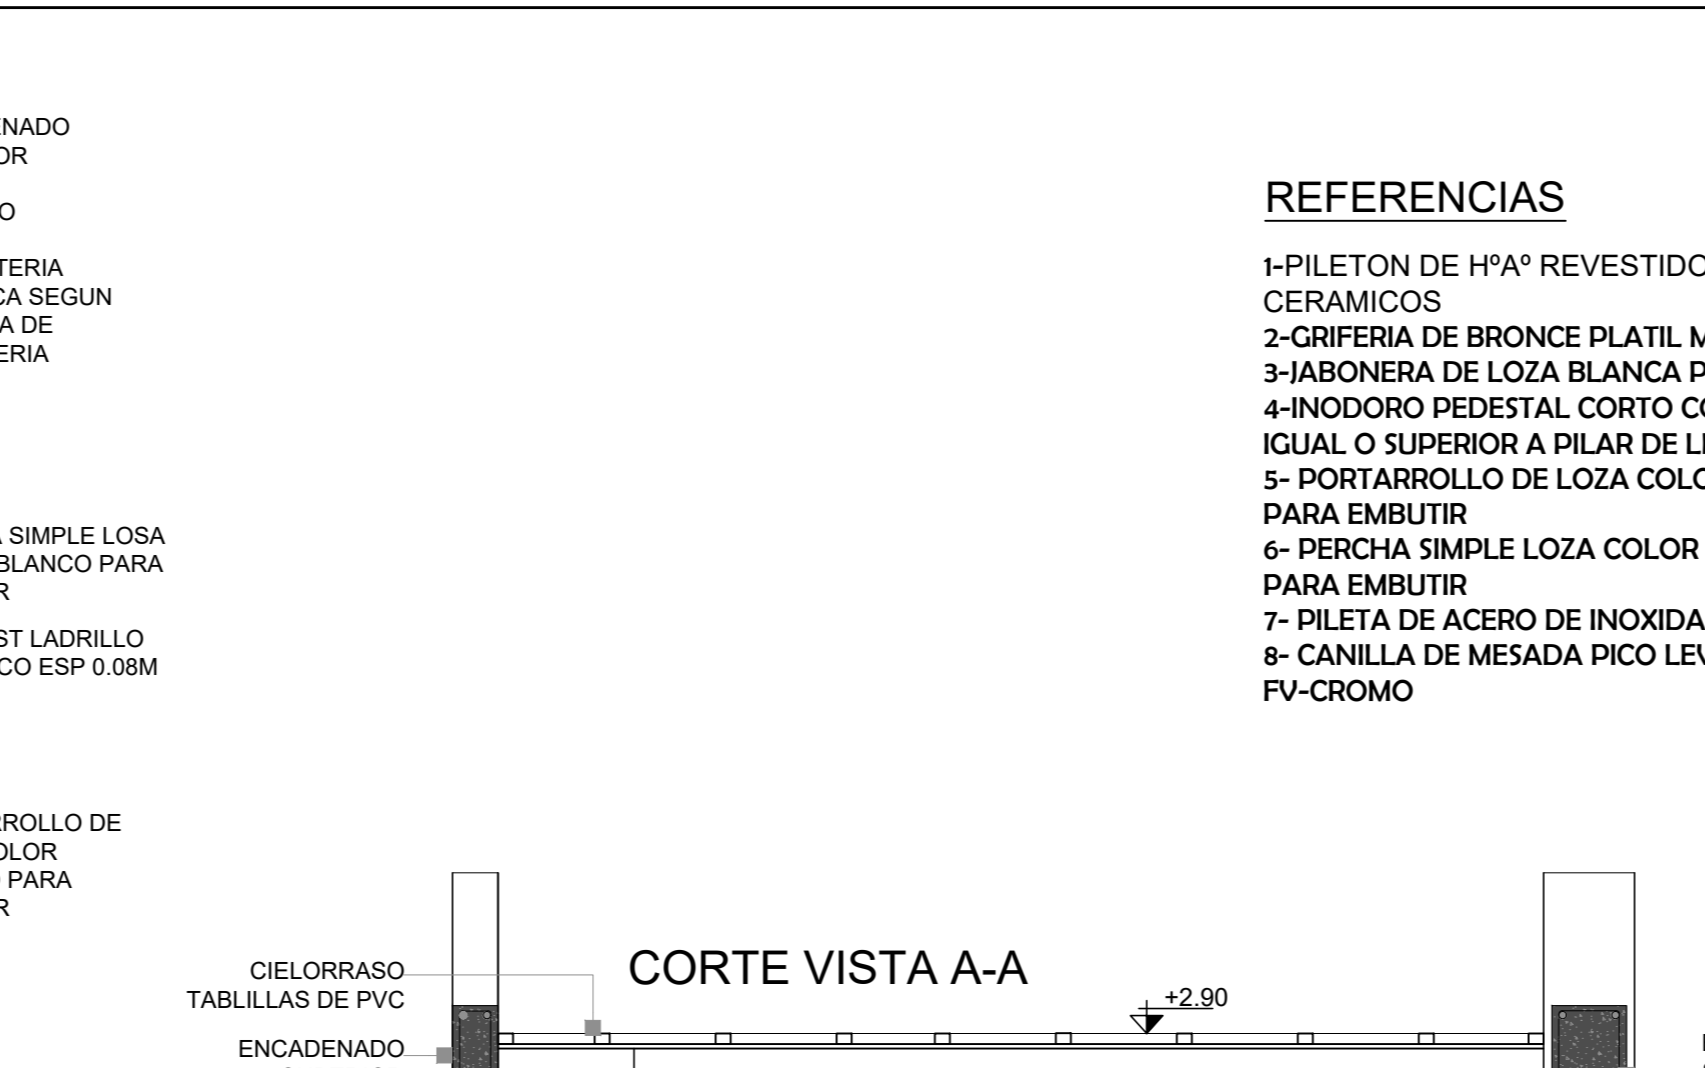 ENADO
OR
O
TERIA
CA SEGUN
A DE
ERIA
A SIMPLE LOSA
BLANCO PARA
R
ST LADRILLO
CO ESP 0.08M
RROLLO DE
OLOR
PARA
R
REFERENCIAS
1-PILETON DE HºAº REVESTIDO
CERAMICOS
2-GRIFERIA DE BRONCE PLATIL M
3-JABONERA DE LOZA BLANCA P
4-INODORO PEDESTAL CORTO CO
IGUAL O SUPERIOR A PILAR DE L
5- PORTARROLLO DE LOZA COLO
PARA EMBUTIR
6- PERCHA SIMPLE LOZA COLOR
PARA EMBUTIR
7- PILETA DE ACERO DE INOXIDA
8- CANILLA DE MESADA PICO LEV
FV-CROMO
CORTE VISTA A-A
+2.90
CIELORRASO
TABLILLAS DE PVC
ENCADENADO